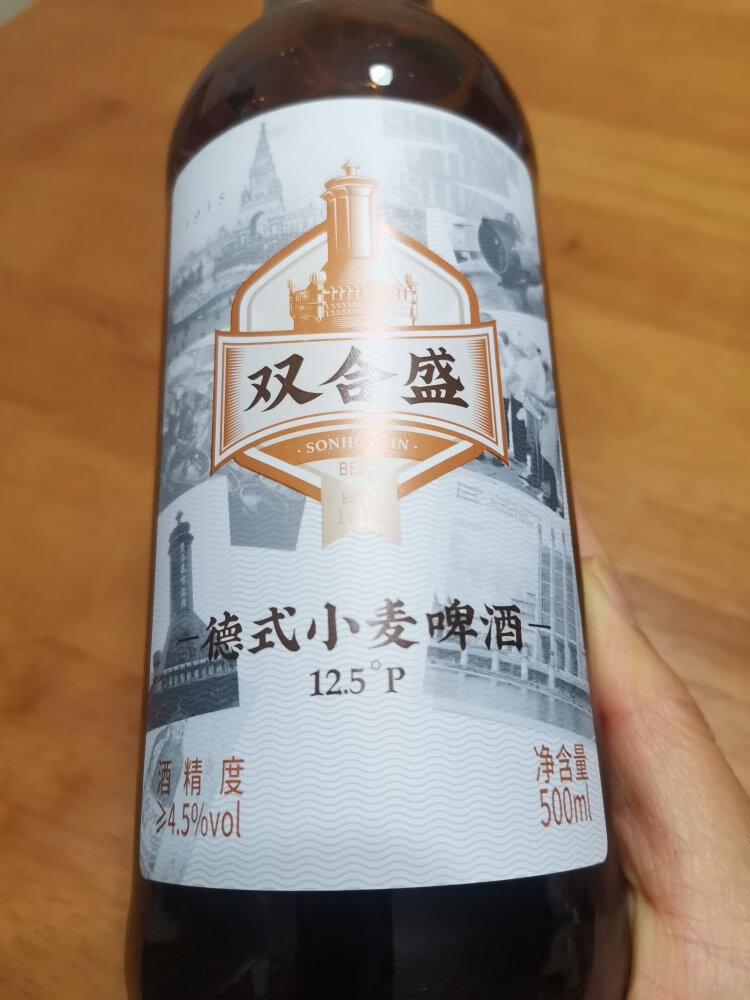 双合盛
BEER
德式小麦啤酒
12.5°P
酒精度
≥4.5%vol
净含量
500ml